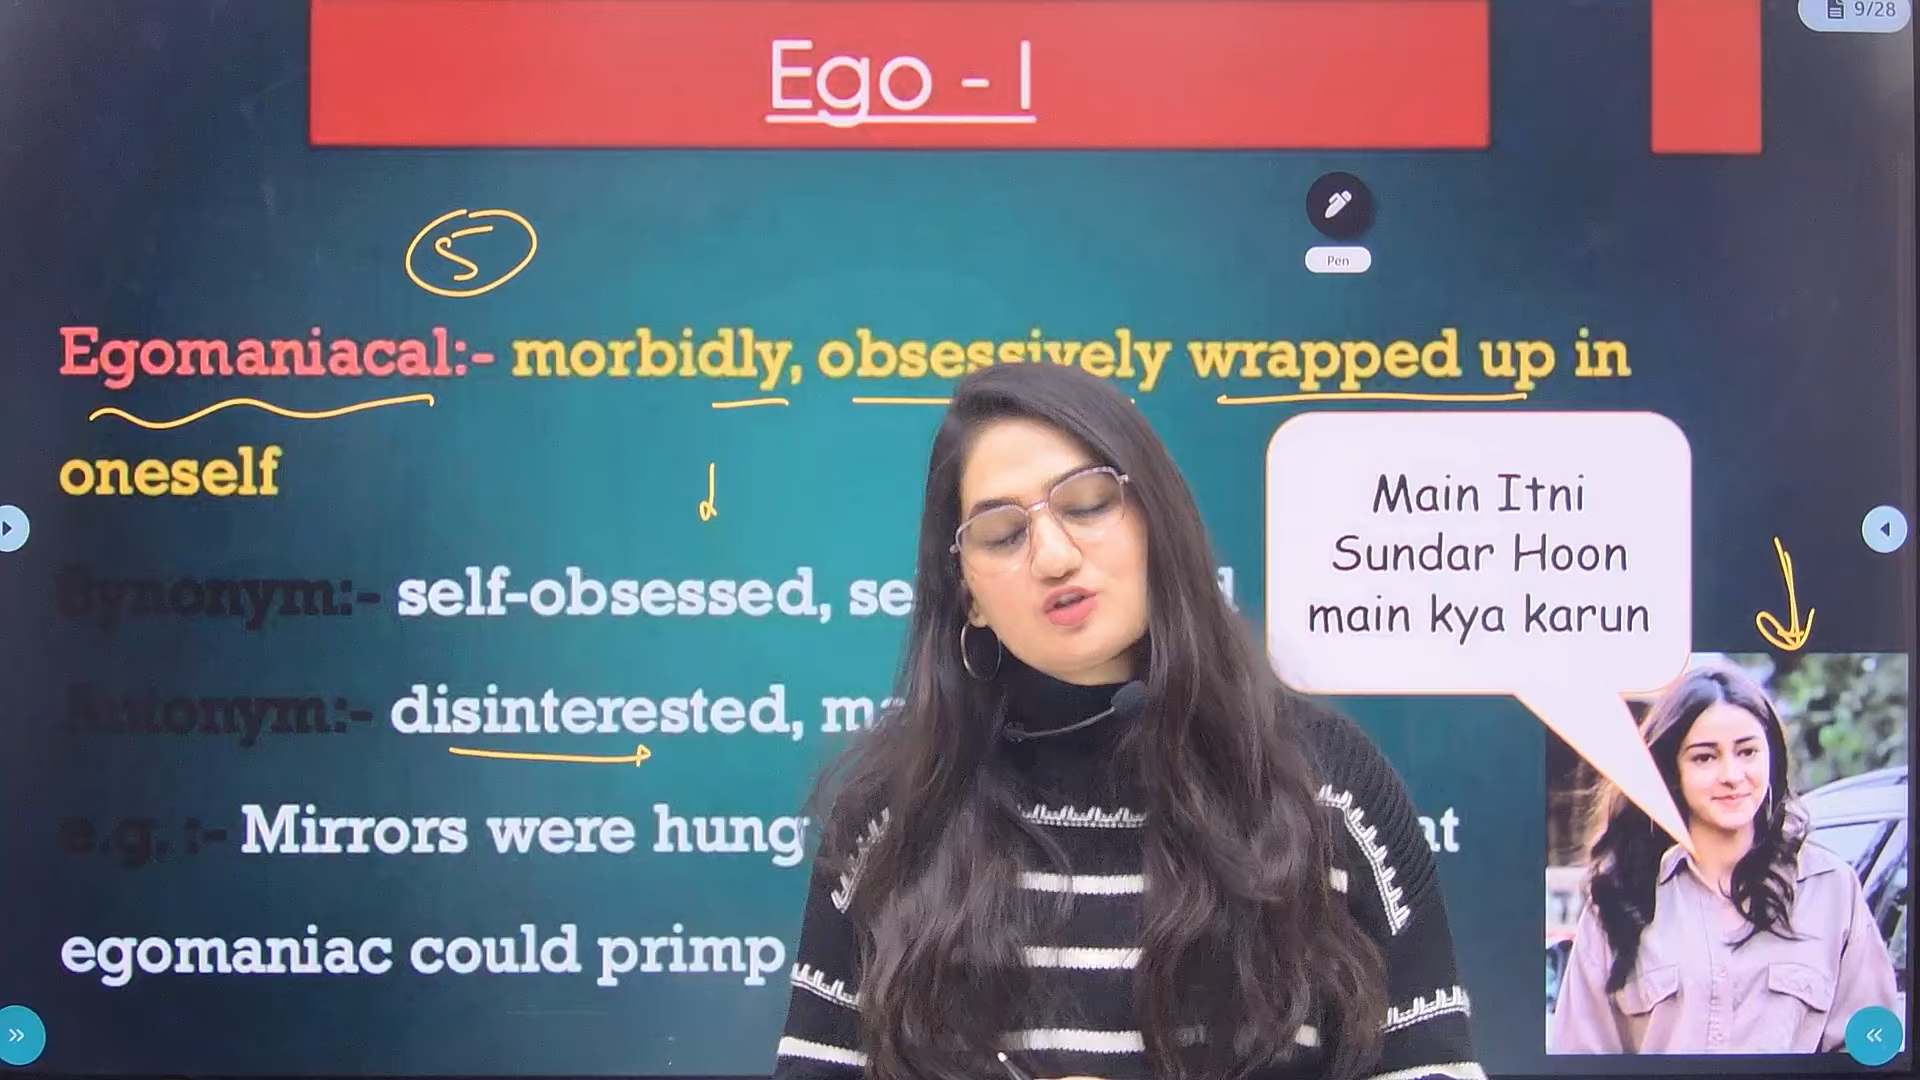 9/28
Ego - I
5
Pen
Egomaniacal:- morbidly, obsessively wrapped up in
oneself
Main Itni
Sundar Hoon
main kya karun
Synonym:- self-obsessed,
Antonym:- disinterested,
e.g. :- Mirrors were hung
egomaniac could primp